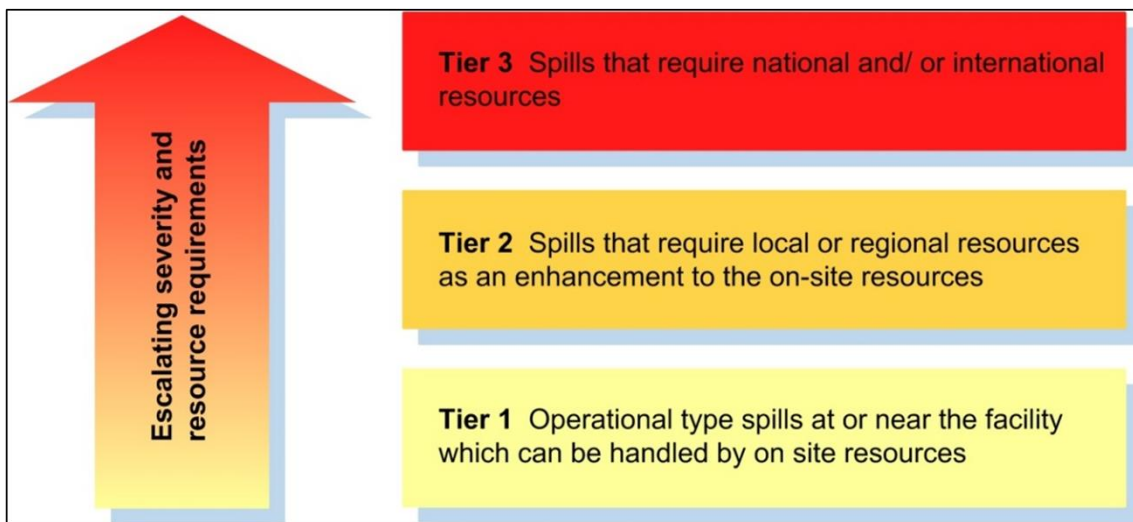 Escalating severity and
resource requirements
Tier 3 Spills that require national and/ or international
resources
Tier 2 Spills that require local or regional resources
as an enhancement to the on-site resources
Tier 1 Operational type spills at or near the facility
which can be handled by on site resources